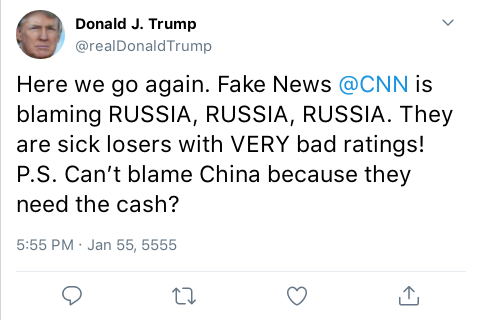 Donald J. Trump
@realDonaldTrump
Here we go again. Fake News @CNN is
blaming RUSSIA, RUSSIA, RUSSIA. They
are sick losers with VERY bad ratings!
P.S. Can’t blame China because they
need the cash?
5:55 PM · Jan 55, 5555